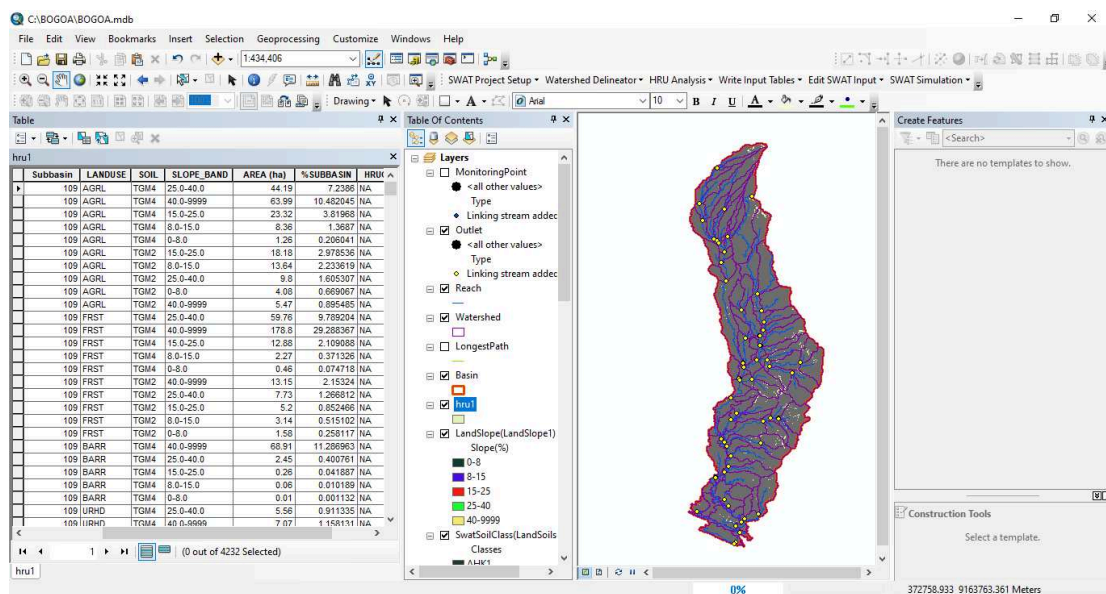 C:\BOGOA\BOGOA.mdb
File Edit View Bookmarks Insert Selection Geoprocessing Customize Windows Help
1:434,406
SWAT Project Setup Watershed Delineator HRU Analysis Write Input Tables Edit SWAT Input SWAT Simulation
Drawing A Arial 10 B I U A
Table
hru1
Subbasin LANDUSE SOIL SLOPE_BAND AREA (ha) %SUBBASIN
109 AGRL TGM4 25.0-40.0 44.19 7.2386 NA
109 AGRL TGM4 40.0-9999 63.99 10.482045 NA
109 AGRL TGM4 15.0-25.0 23.32 3.81968 NA
109 AGRL TGM4 8.0-15.0 8.36 1.3687 NA
109 AGRL TGM4 0-8.0 1.26 0.206041 NA
109 AGRL TGM2 15.0-25.0 18.18 2.978536 NA
109 AGRL TGM2 8.0-15.0 13.64 2.233619 NA
109 AGRL TGM2 25.0-40.0 9.8 1.605307 NA
109 AGRL TGM2 0-8.0 4.08 0.669067 NA
109 AGRL TGM2 40.0-9999 5.47 0.895485 NA
109 FRST TGM4 25.0-40.0 59.76 9.789204 NA
109 FRST TGM4 40.0-9999 178.8 29.288367 NA
109 FRST TGM4 15.0-25.0 12.88 2.109088 NA
109 FRST TGM4 8.0-15.0 2.27 0.371326 NA
109 FRST TGM4 0-8.0 0.46 0.074718 NA
109 FRST TGM2 40.0-9999 13.15 2.15324 NA
109 FRST TGM2 25.0-40.0 7.73 1.266812 NA
109 FRST TGM2 15.0-25.0 5.2 0.852466 NA
109 FRST TGM2 8.0-15.0 3.14 0.515102 NA
109 FRST TGM2 0-8.0 1.58 0.258117 NA
109 BARR TGM4 40.0-9999 68.91 11.286963 NA
109 BARR TGM4 25.0-40.0 2.45 0.400761 NA
109 BARR TGM4 15.0-25.0 0.26 0.041887 NA
109 BARR TGM4 8.0-15.0 0.06 0.010189 NA
109 BARR TGM4 0-8.0 0.01 0.001132 NA
109 URHD TGM4 25.0-40.0 5.56 0.911335 NA
109 URHD TGM4 40.0-9999 7.07 1.158131 NA
1 (0 out of 4232 Selected)
hru1
Table Of Contents
Layers
MonitoringPoint
<all other values>
Type
Linking stream added
Outlet
<all other values>
Type
Linking stream added
Reach
Watershed
LongestPath
Basin
hru1
LandSlope(LandSlope1)
Slope(%)
0-8
8-15
15-25
25-40
40-9999
SwatSoilClass(LandSoils
Classes
AHK1
Create Features
<Search>
There are no templates to show.
Construction Tools
Select a template.
0%
372758.933 9163763.361 Meters